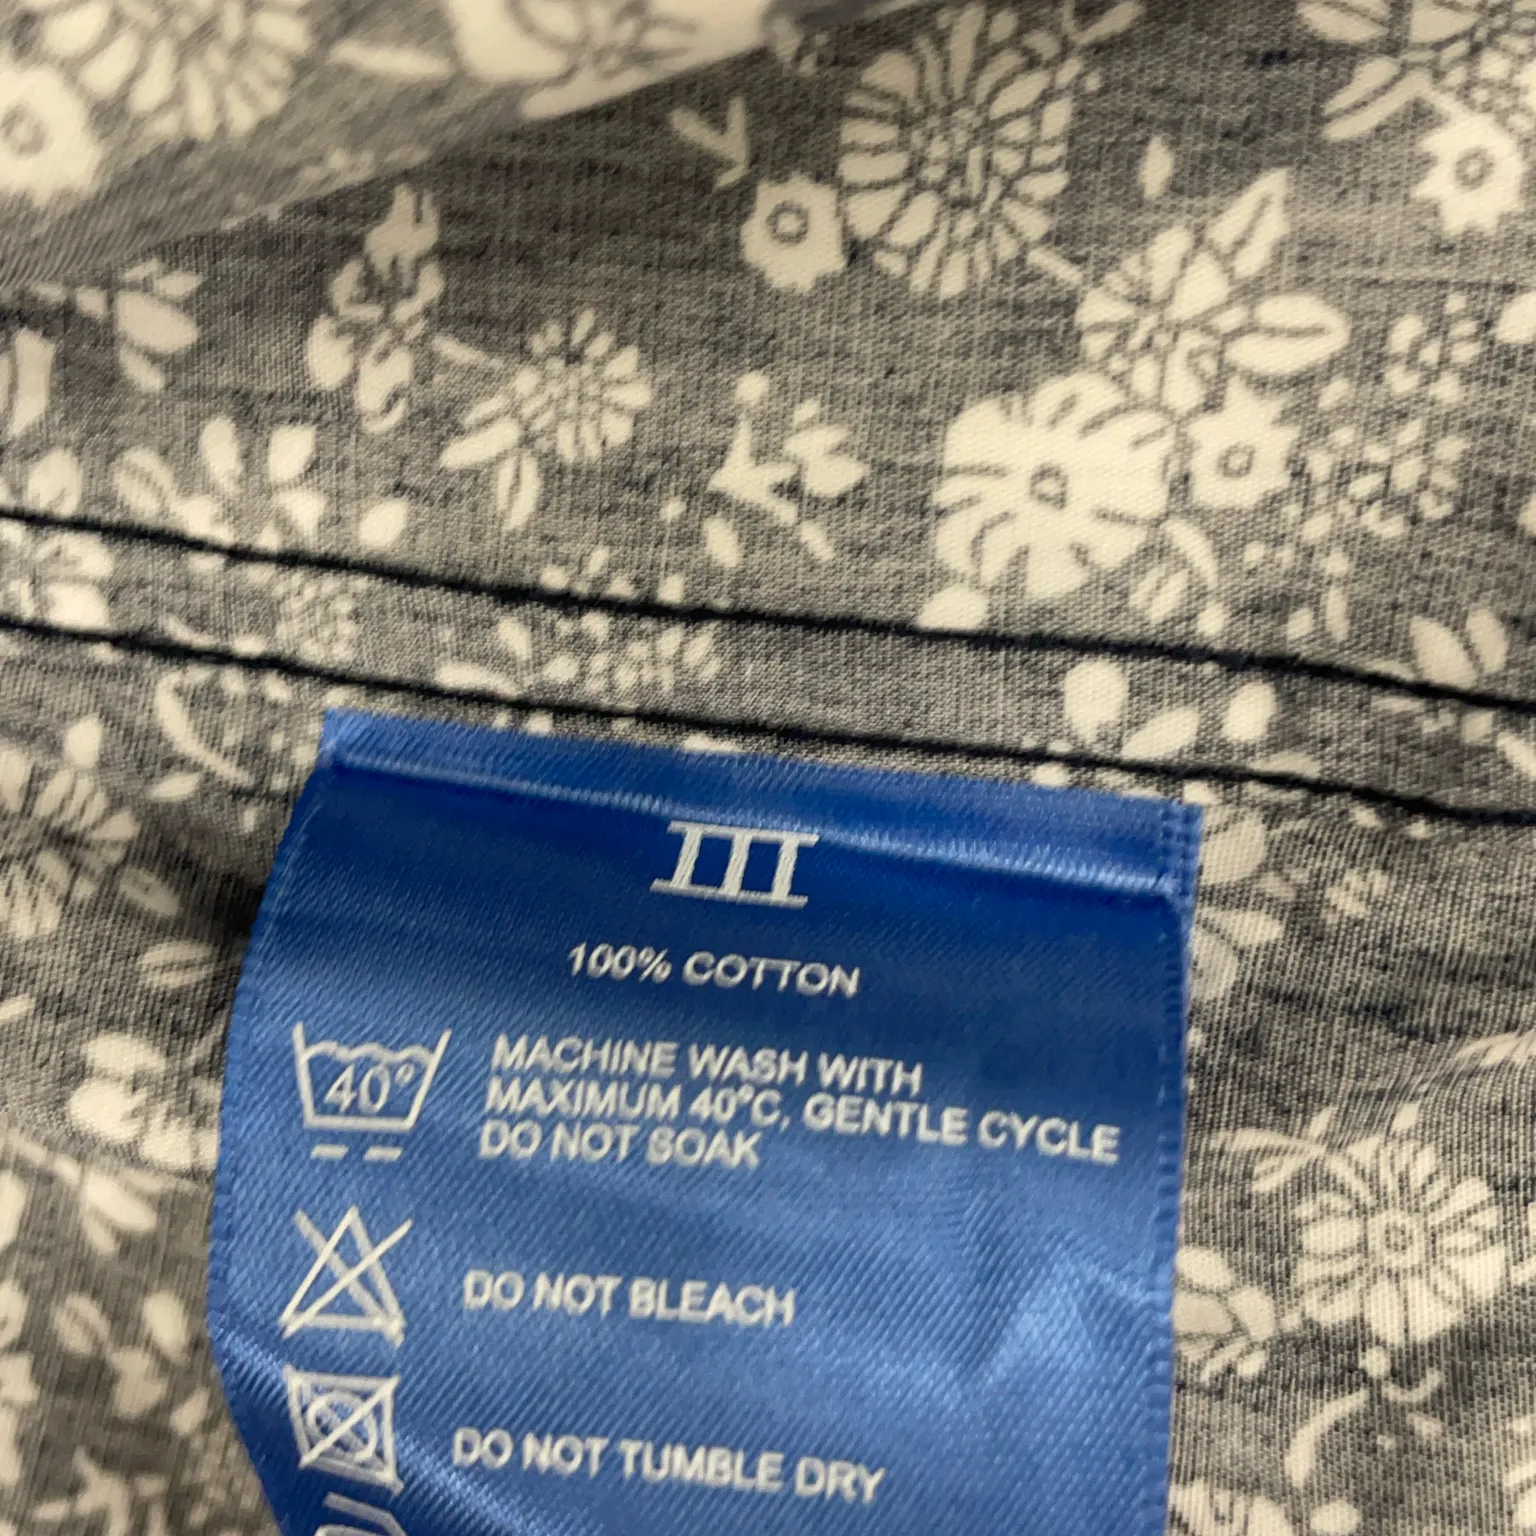 III
100% COTTON
40°
MACHINE WASH WITH
MAXIMUM 40°C, GENTLE CYCLE
DO NOT SOAK
DO NOT BLEACH
DO NOT TUMBLE DRY